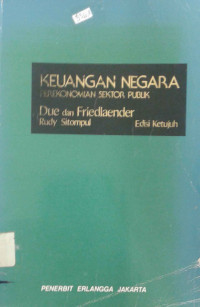 KEUANGAN NEGARA
PEREKONOMIAN SEKTOR PUBLIK
Due dan Friedlaender
Rudy Sitompul Edisi Ketujuh
PENERBIT ERLANGGA JAKARTA